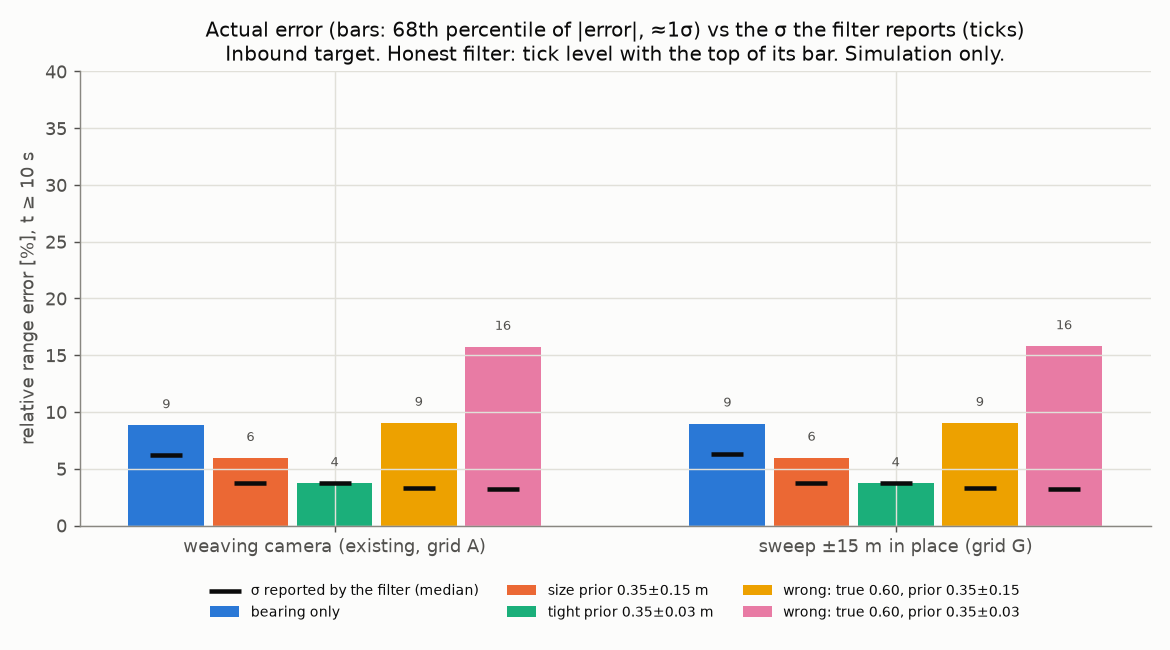 Actual error (bars: 68th percentile of |error|, ≈1σ) vs the σ the filter reports (ticks)
Inbound target. Honest filter: tick level with the top of its bar. Simulation only.
relative range error [%], t ≥ 10 s
40
35
30
25
20
15
10
5
0
9
6
4
9
16
9
6
4
9
16
weaving camera (existing, grid A)
sweep ±15 m in place (grid G)
σ reported by the filter (median)
bearing only
size prior 0.35±0.15 m
tight prior 0.35±0.03 m
wrong: true 0.60, prior 0.35±0.15
wrong: true 0.60, prior 0.35±0.03